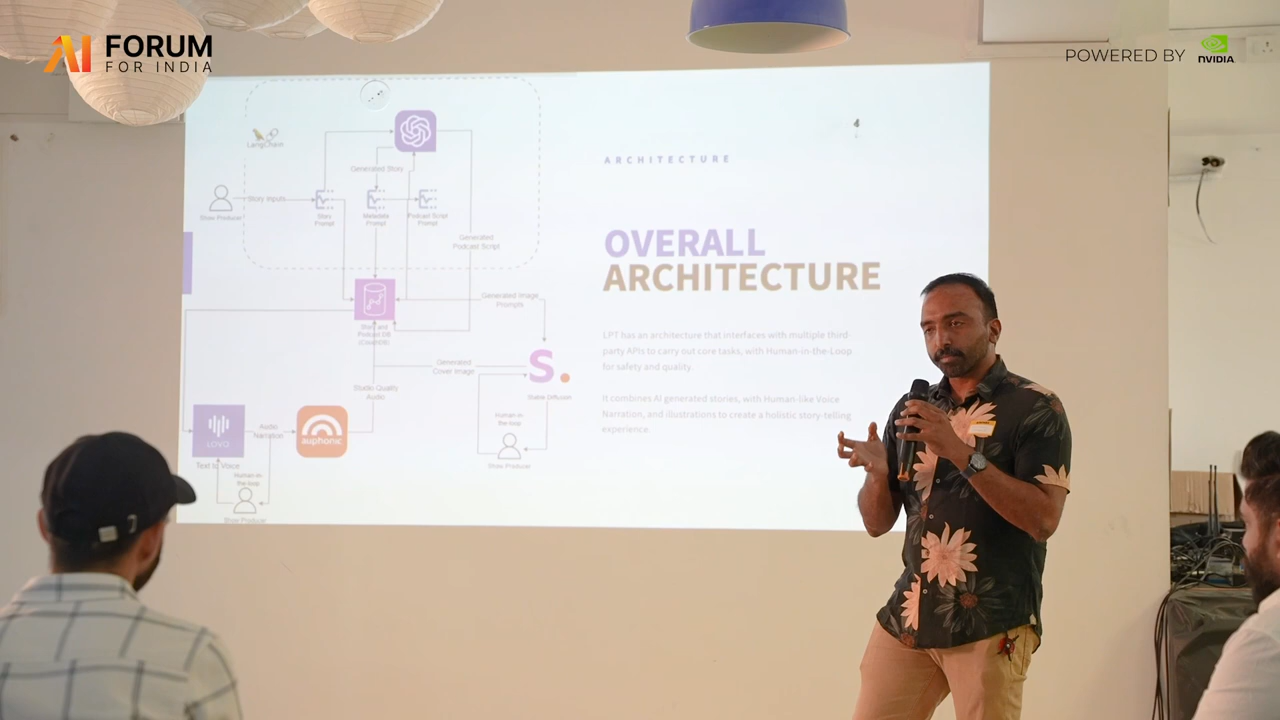 AI FORUM
FOR INDIA
POWERED BY
NVIDIA
4
ARCHITECTURE
OVERALL
ARCHITECTURE
LPT has an architecture that interfaces with multiple third-
party APIs to carry out core tasks, with Human-in-the-Loop
for safety and quality.
It combines AI generated stories, with Human-like Voice
Narration, and illustrations to create a holistic story-telling
experience.
LangChain
Generated Story
Story Inputs
Show Producer
Story
Prompt
Metadata
Prompt
Podcast Script
Prompt
Generated
Podcast Script
Generated Image
Prompts
Story and
Podcast DB
Generated
Cover Image
Stable Diffusion
S.
Studio Quality
Audio
Human-in
the-loop
Show Producer
LOVO
Audio
Narration
auphonic
Text to Voice
Human-in-
the-loop
Show Producer